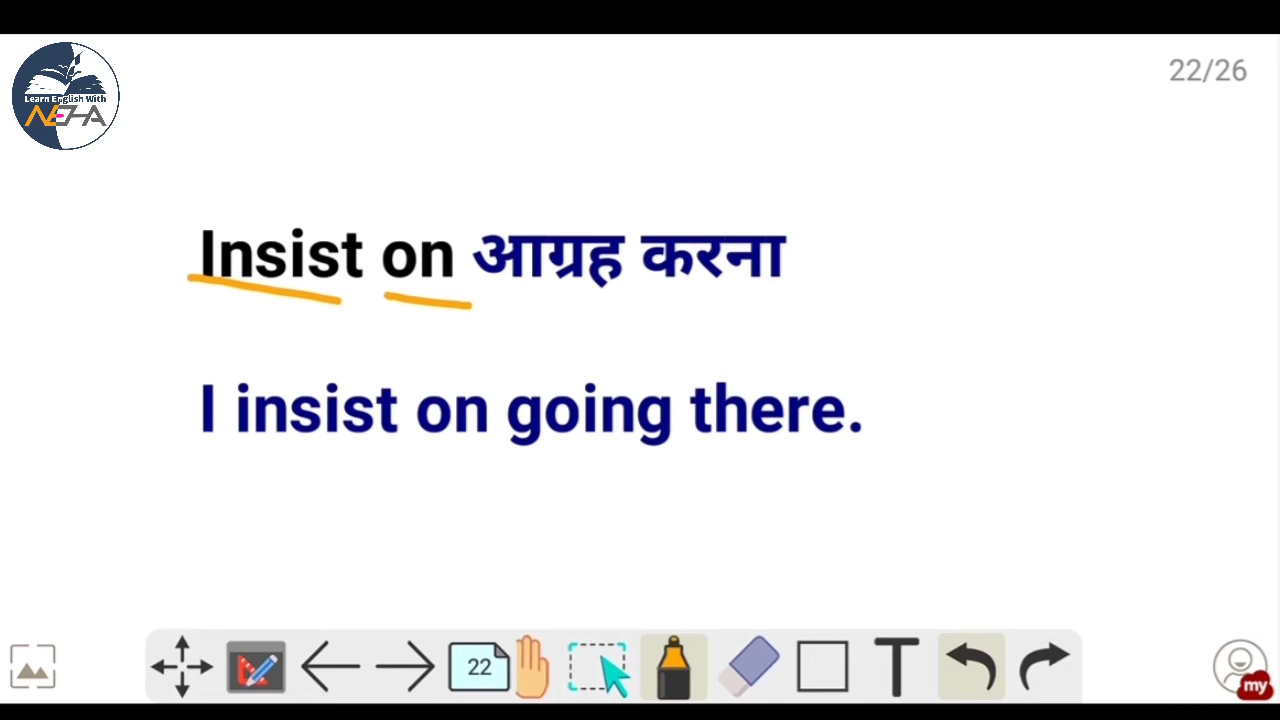 Learn English With
NEHA
22/26
Insist on आग्रह करना
I insist on going there.
22
my